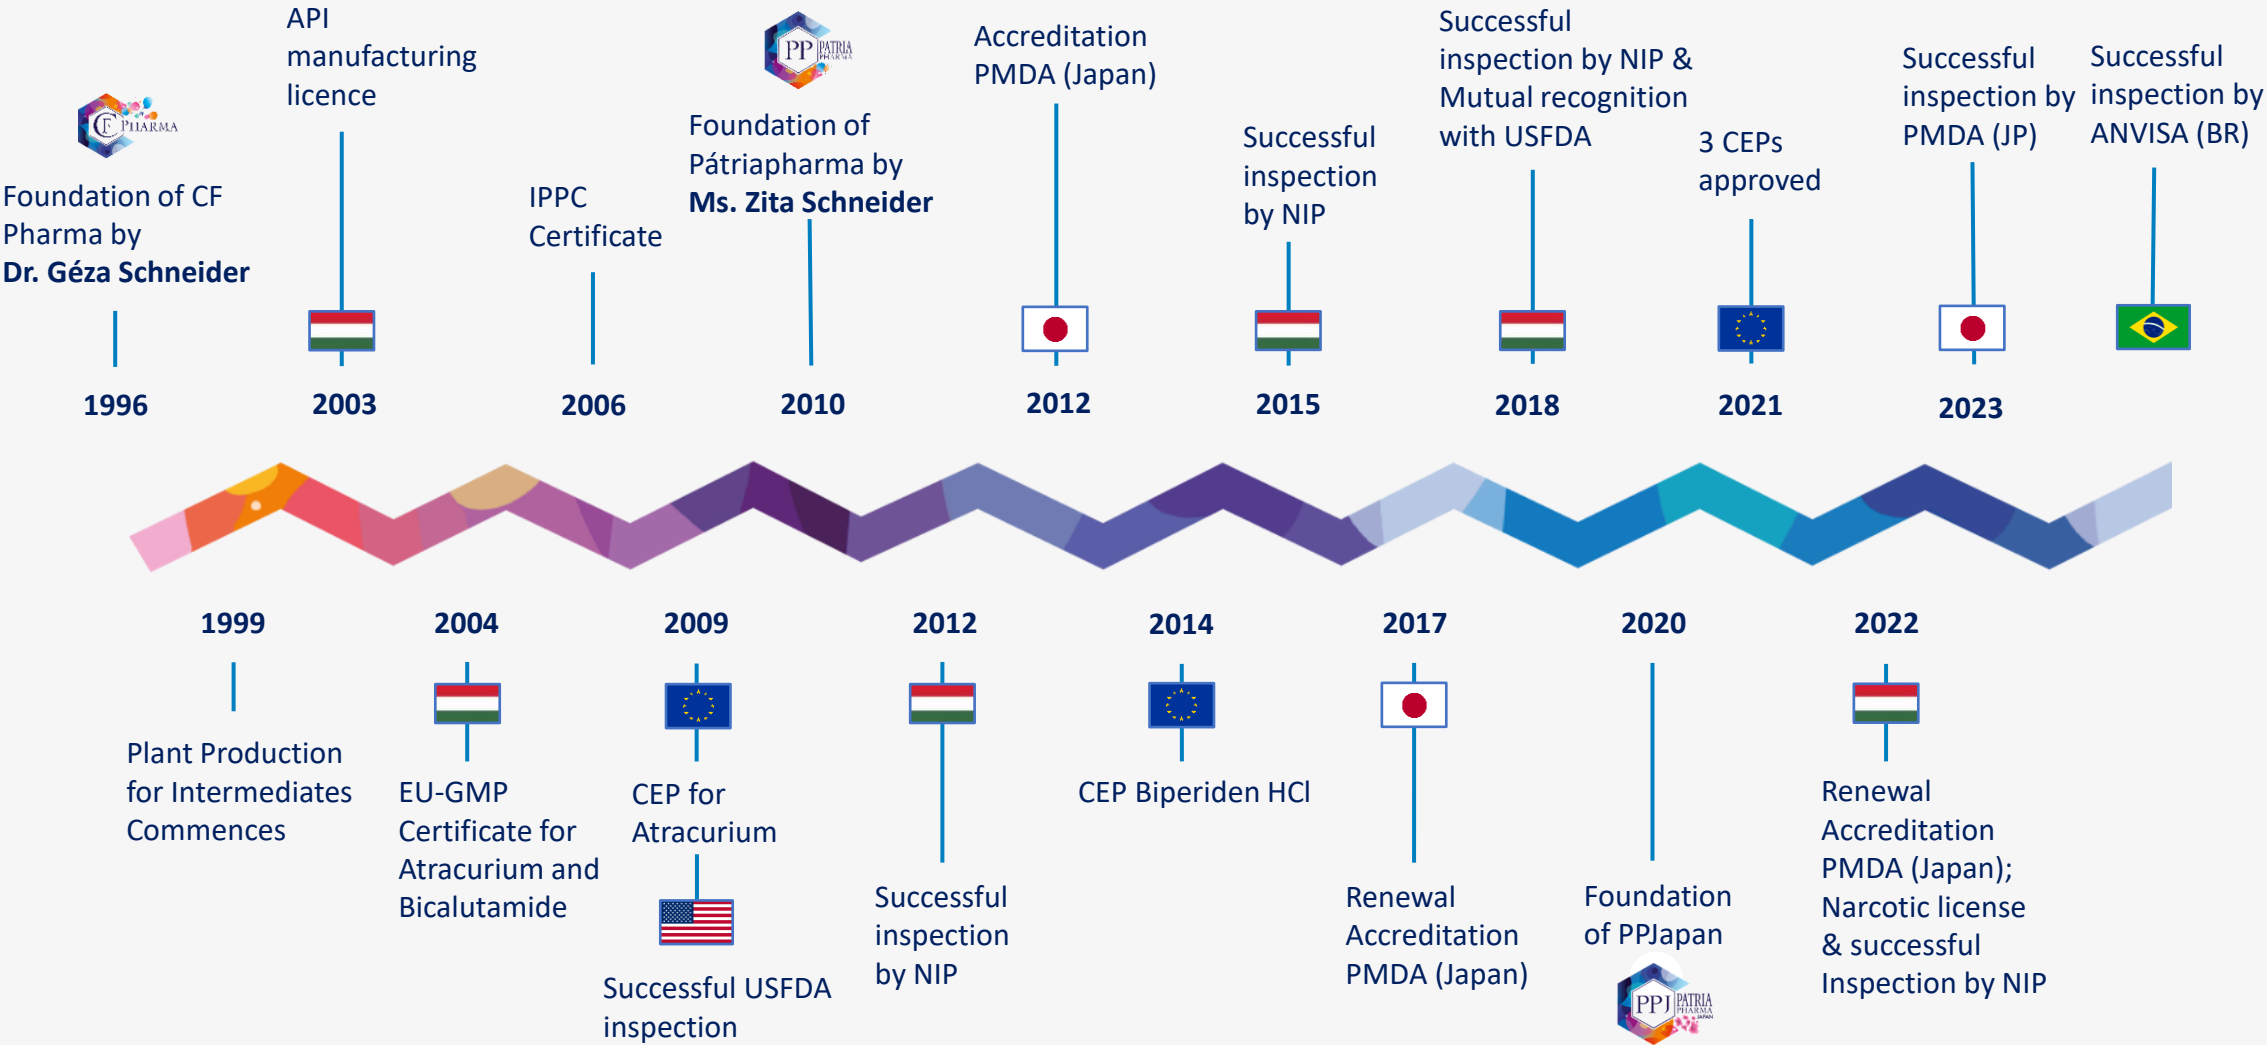 CF PHARMA
Foundation of CF
Pharma by
Dr. Géza Schneider
1996
API
manufacturing
licence
2003
IPPC
Certificate
2006
PP PATRIA
PHARMA
Foundation of
Pátriapharma by
Ms. Zita Schneider
2010
Accreditation
PMDA (Japan)
2012
Successful
inspection
by NIP
2015
Successful
inspection by NIP &
Mutual recognition
with USFDA
2018
3 CEPs
approved
2021
Successful
inspection by
PMDA (JP)
2023
Successful
inspection by
ANVISA (BR)
1999
Plant Production
for Intermediates
Commences
2004
EU-GMP
Certificate for
Atracurium and
Bicalutamide
2009
CEP for
Atracurium
Successful USFDA
inspection
2012
Successful
inspection
by NIP
2014
CEP Biperiden HCl
2017
Renewal
Accreditation
PMDA (Japan)
2020
Foundation
of PPJapan
PPJ PATRIA
PHARMA
JAPAN
2022
Renewal
Accreditation
PMDA (Japan);
Narcotic license
& successful
Inspection by NIP